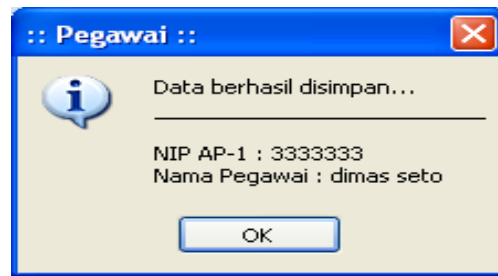 :: Pegawai ::
Data berhasil disimpan...
NIP AP-1 : 3333333
Nama Pegawai : dimas seto
OK